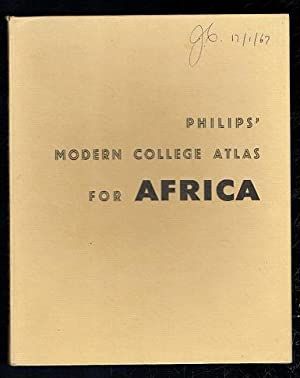 17/1/67
PHILIPS'
MODERN COLLEGE ATLAS
FOR AFRICA